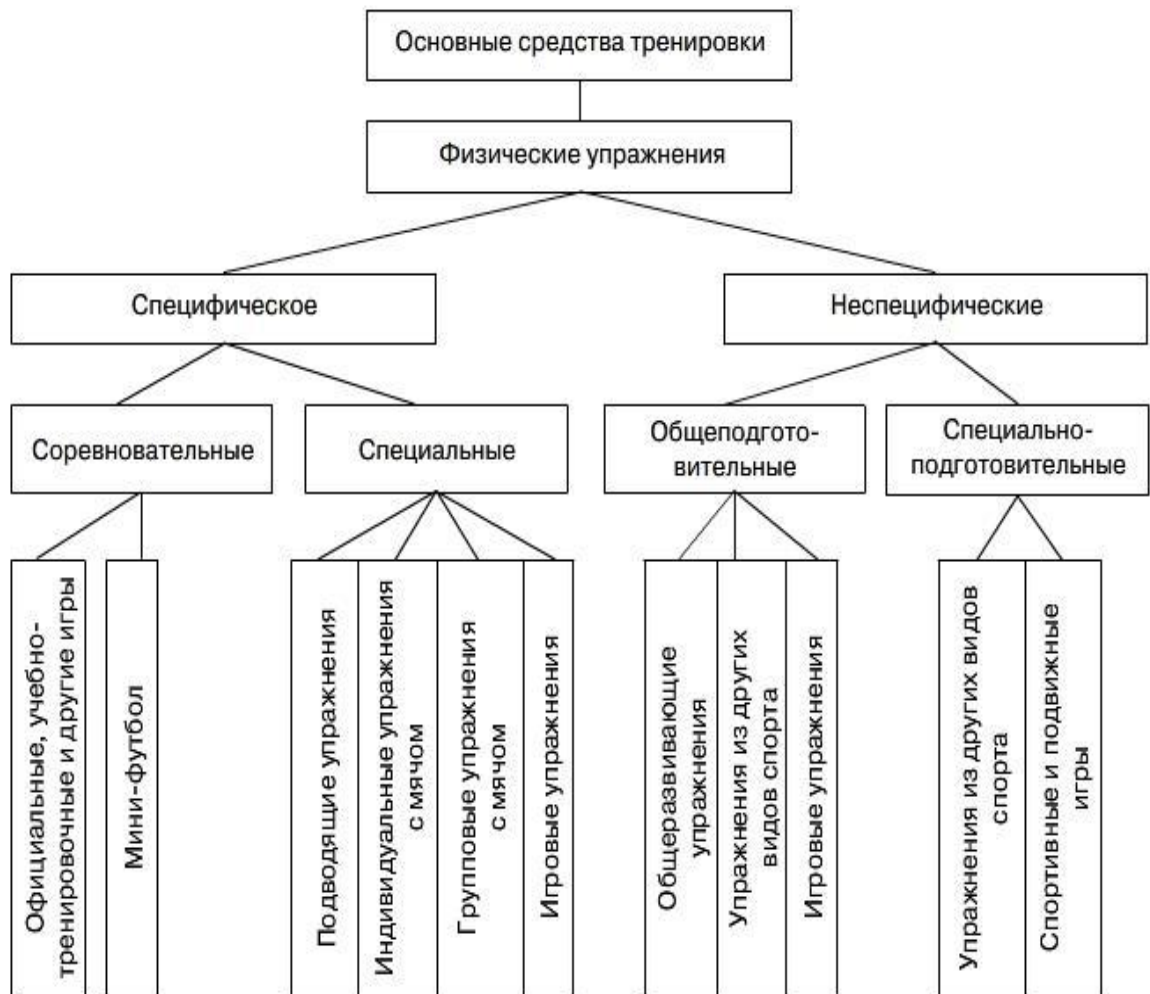 Основные средства тренировки
Физические упражнения
Специфическое
Неспецифические
Соревновательные
Специальные
Общеподгото-
вительные
Специально-
подготовительные
Официальные, учебно-
тренировочные и другие игры
Мини-футбол
Подводящие упражнения
Индивидуальные упражнения
с мячом
Групповые упражнения
с мячом
Игровые упражнения
Общеразвивающие
упражнения
Упражнения из других
видов спорта
Игровые упражнения
Упражнения из других видов
спорта
Спортивные и подвижные
игры